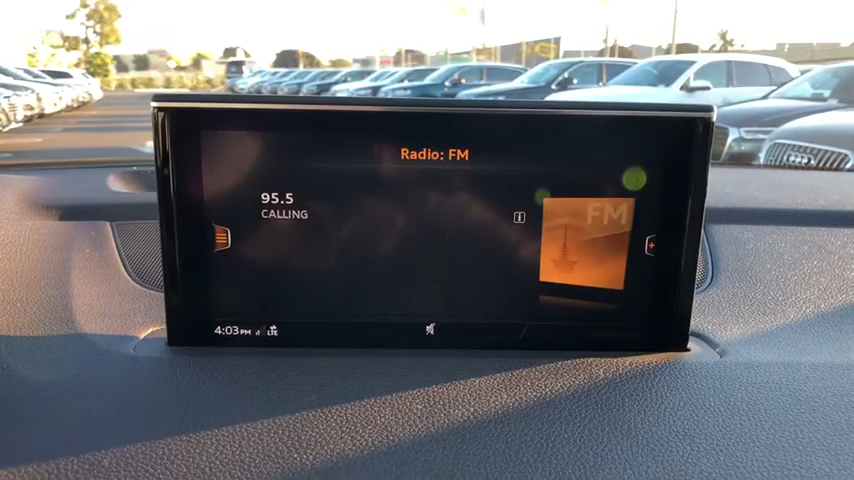 Radio: FM
95.5
CALLING
FM
4:03 PM LTE